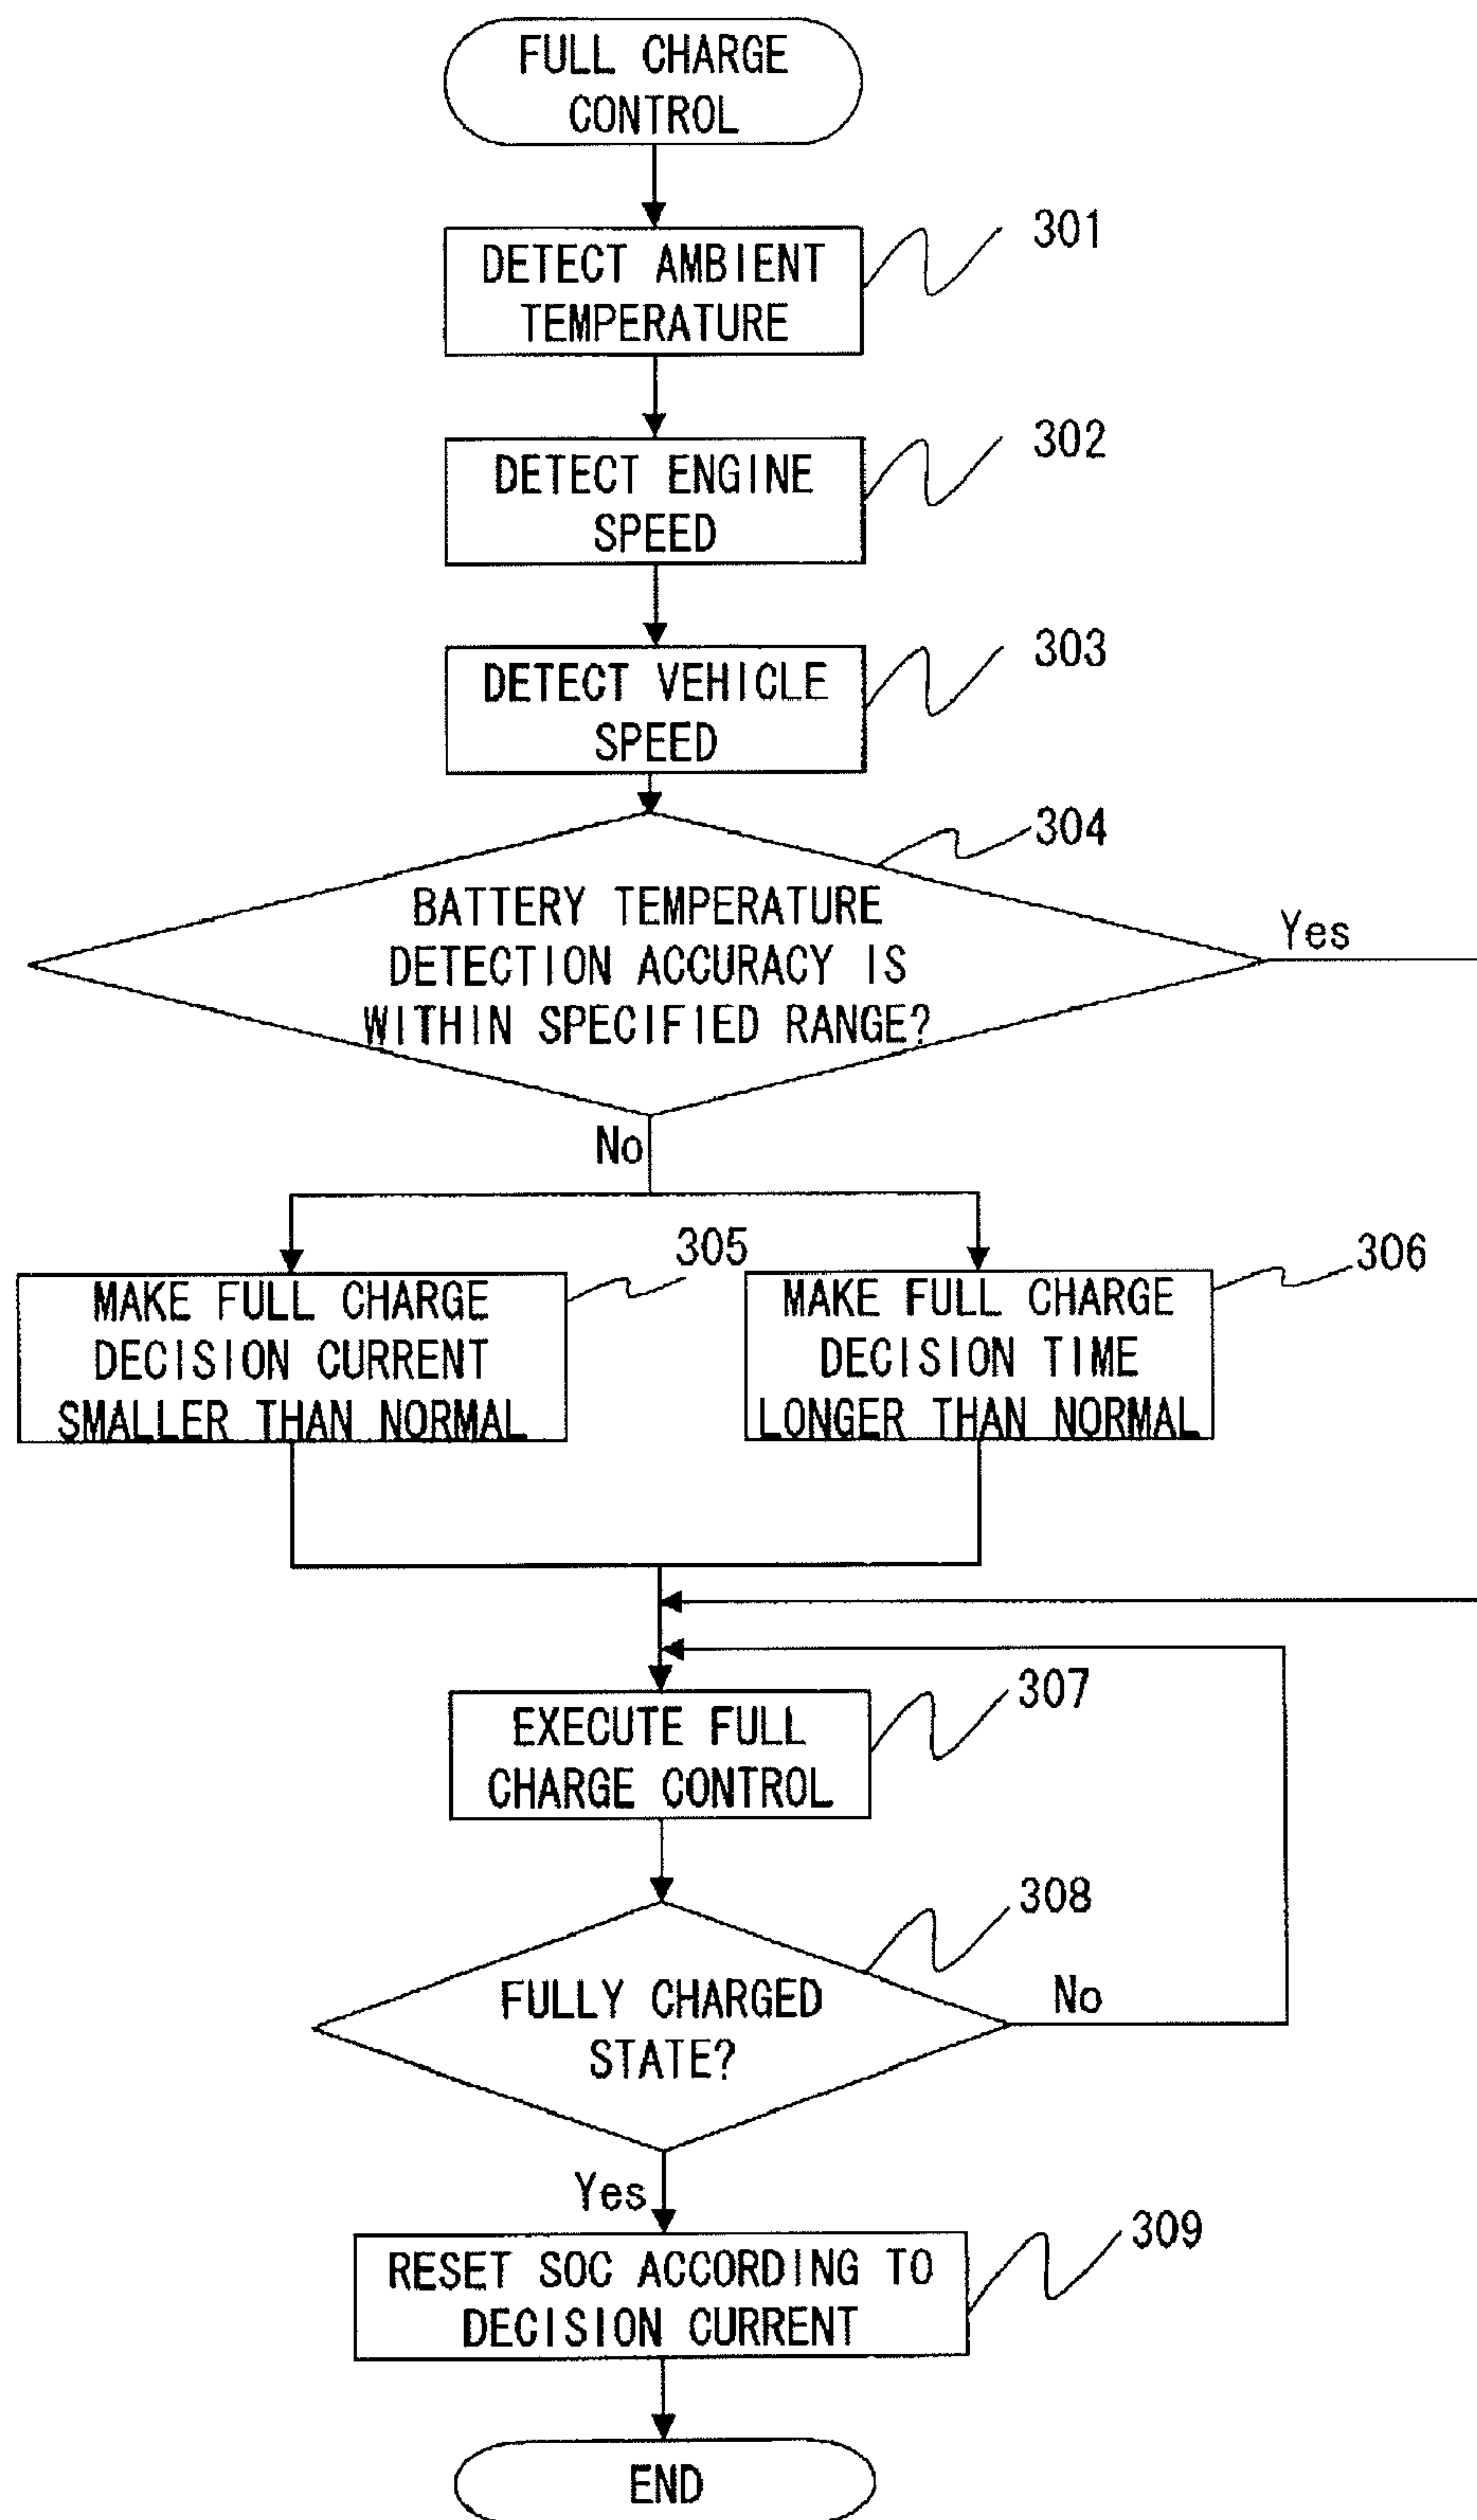 FULL CHARGE
CONTROL
301
DETECT AMBIENT
TEMPERATURE
302
DETECT ENGINE
SPEED
303
DETECT VEHICLE
SPEED
304
BATTERY TEMPERATURE
DETECTION ACCURACY IS
WITHIN SPECIFIED RANGE?
Yes
No
305
MAKE FULL CHARGE
DECISION CURRENT
SMALLER THAN NORMAL
306
MAKE FULL CHARGE
DECISION TIME
LONGER THAN NORMAL
307
EXECUTE FULL
CHARGE CONTROL
308
FULLY CHARGED
STATE?
No
Yes
309
RESET SOC ACCORDING TO
DECISION CURRENT
END